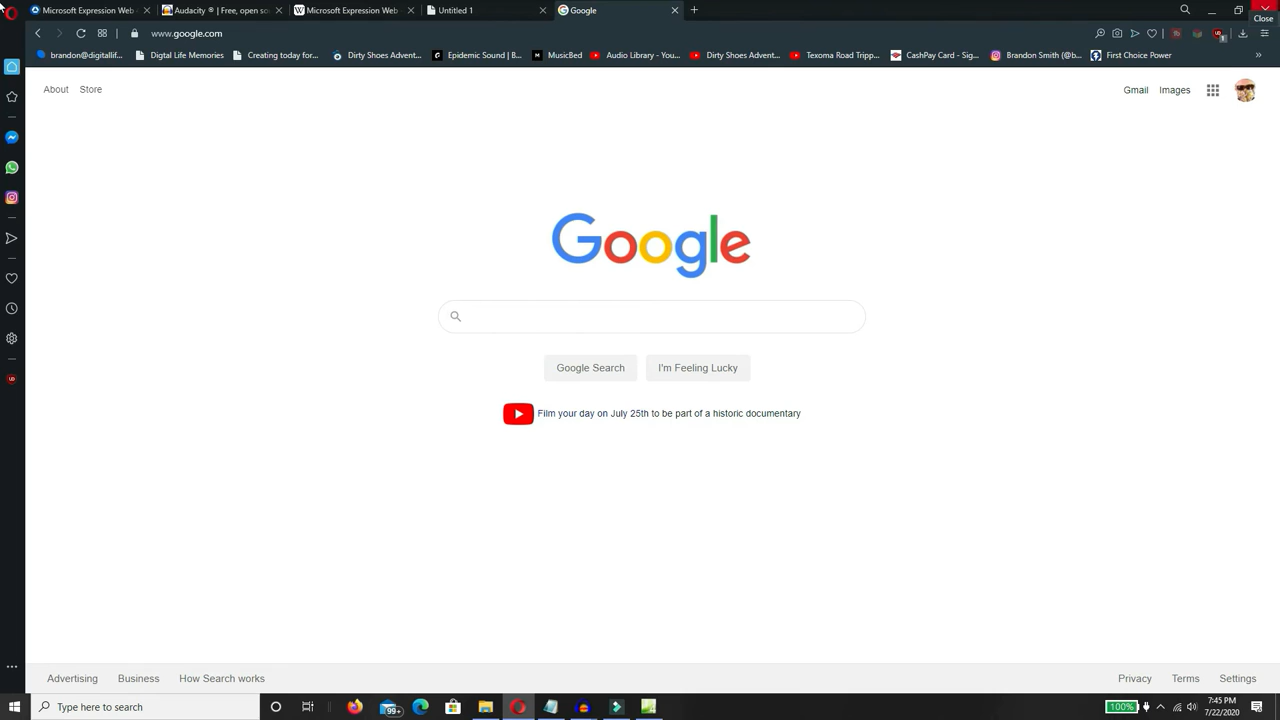 Microsoft Expression Web
Audacity ® | Free, open so
Microsoft Expression Web
Untitled 1
Google
Close
www.google.com
brandon@digitallif...
Digtal Life Memories
Creating today for...
Dirty Shoes Advent...
Epidemic Sound | B...
MusicBed
Audio Library - You...
Dirty Shoes Advent...
Texoma Road Tripp...
CashPay Card - Sig...
Brandon Smith (@b...
First Choice Power
About Store
Gmail Images
Google
Google Search
I'm Feeling Lucky
Film your day on July 25th to be part of a historic documentary
Advertising Business How Search works
Privacy Terms Settings
Type here to search
99+
100%
7:45 PM
7/22/2020